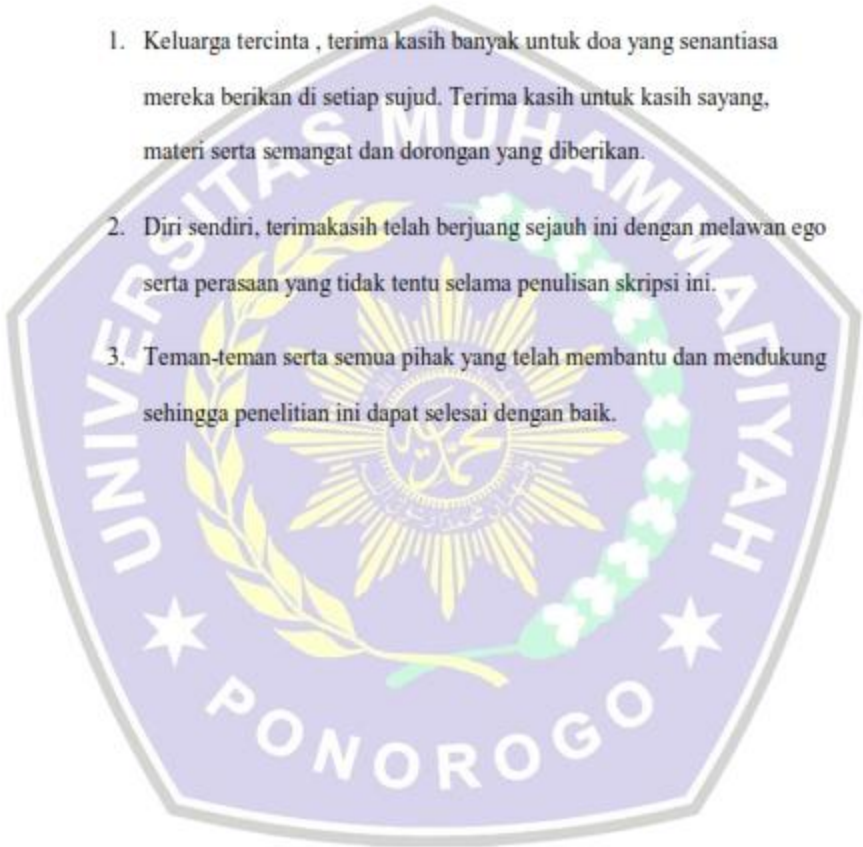 1. Keluarga tercinta , terima kasih banyak untuk doa yang senantiasa
mereka berikan di setiap sujud. Terima kasih untuk kasih sayang,
materi serta semangat dan dorongan yang diberikan.
2. Diri sendiri, terimakasih telah berjuang sejauh ini dengan melawan ego
serta perasaan yang tidak tentu selama penulisan skripsi ini.
3. Teman-teman serta semua pihak yang telah membantu dan mendukung
sehingga penelitian ini dapat selesai dengan baik.
UNIVERSITAS MUHAMMADIYAH
PONOROGO